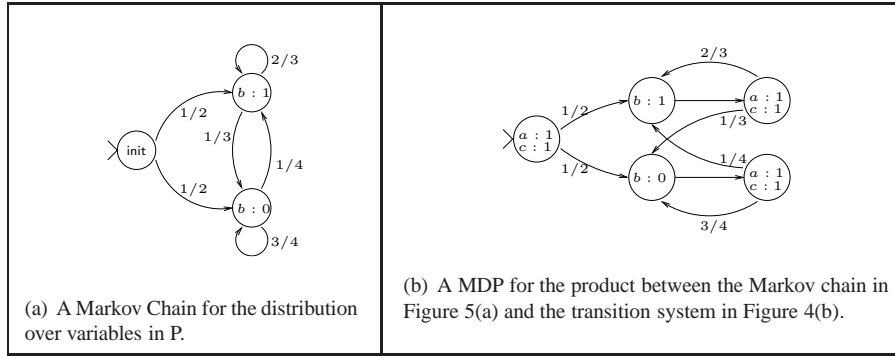 2/3
b : 1
1/2
1/3
init
1/4
1/2
b : 0
3/4
(a) A Markov Chain for the distribution
over variables in P.
2/3
b : 1
a : 1
c : 1
1/2
1/3
a : 1
c : 1
1/4
1/2
b : 0
a : 1
c : 1
3/4
(b) A MDP for the product between the Markov chain in
Figure 5(a) and the transition system in Figure 4(b).